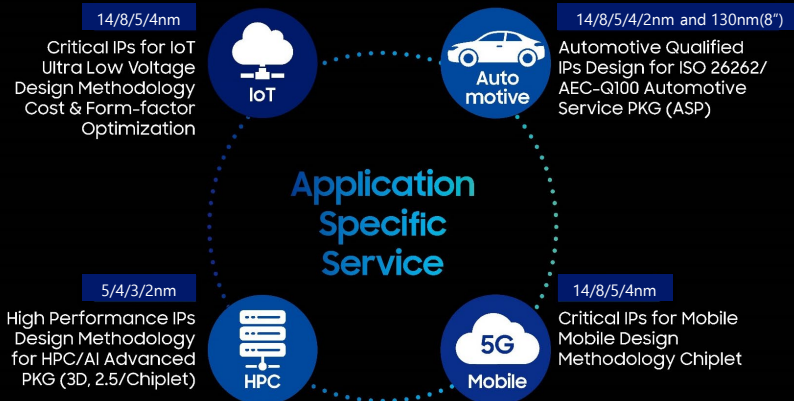 14/8/5/4nm
Critical IPs for IoT
Ultra Low Voltage
Design Methodology
Cost & Form-factor
Optimization
IoT
Auto
motive
14/8/5/4/2nm and 130nm(8”)
Automotive Qualified
IPs Design for ISO 26262/
AEC-Q100 Automotive
Service PKG (ASP)
Application
Specific
Service
5/4/3/2nm
High Performance IPs
Design Methodology
for HPC/AI Advanced
PKG (3D, 2.5/Chiplet)
HPC
5G
Mobile
14/8/5/4nm
Critical IPs for Mobile
Mobile Design
Methodology Chiplet